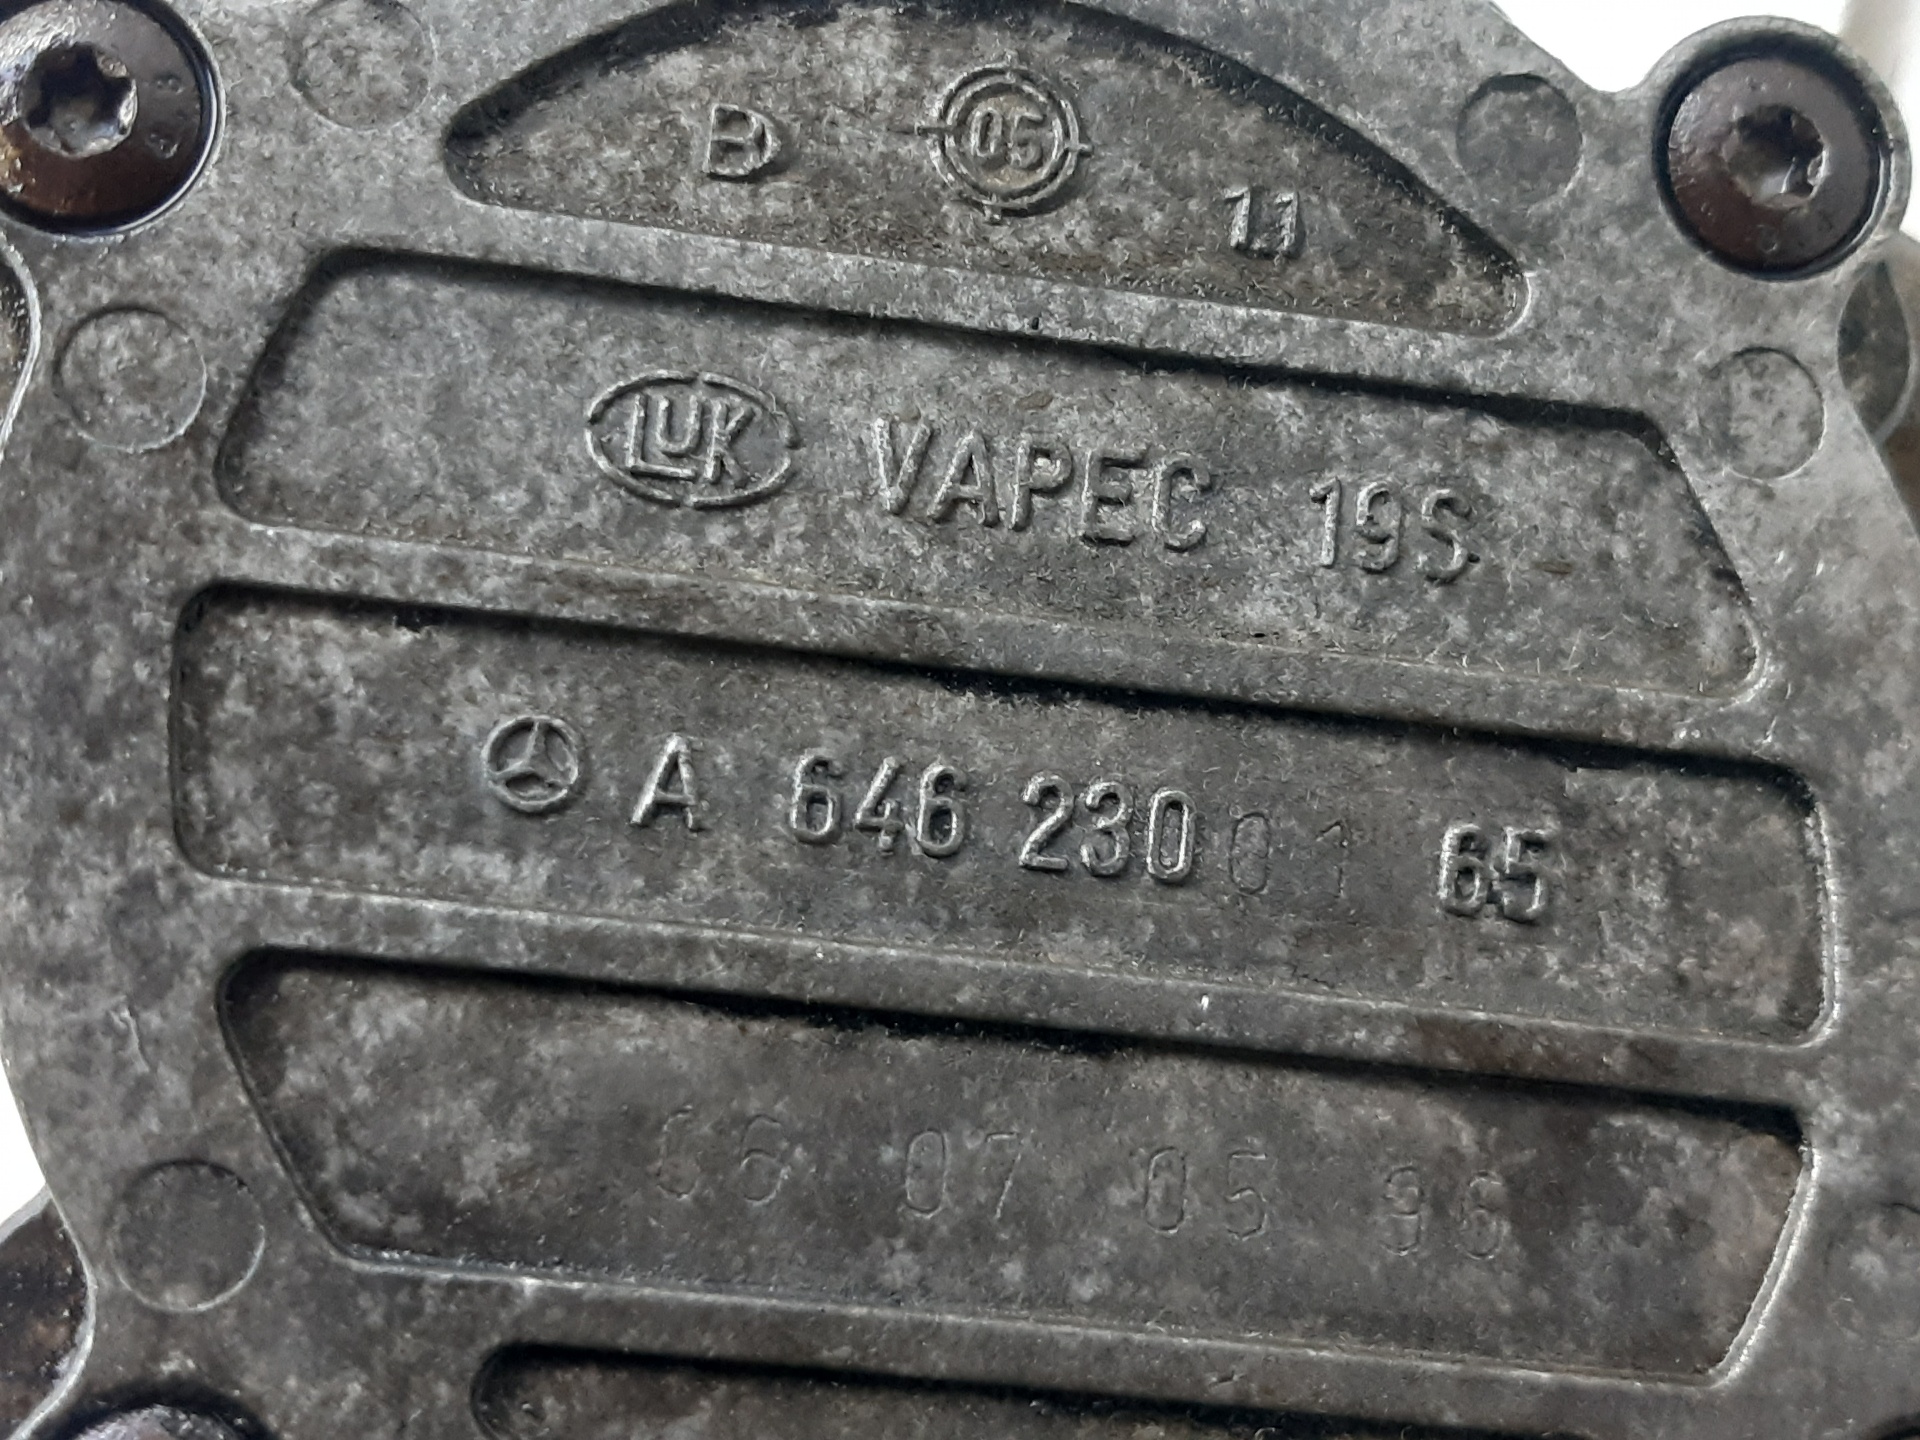 B 05 11
LUK VAPEC 19S
A 646 230 01 65
06 07 05 96